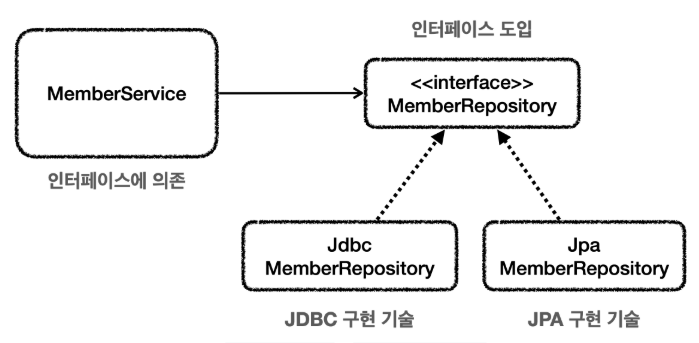 인터페이스 도입
MemberService
<<interface>>
MemberRepository
인터페이스에 의존
Jdbc
MemberRepository
Jpa
MemberRepository
JDBC 구현 기술
JPA 구현 기술